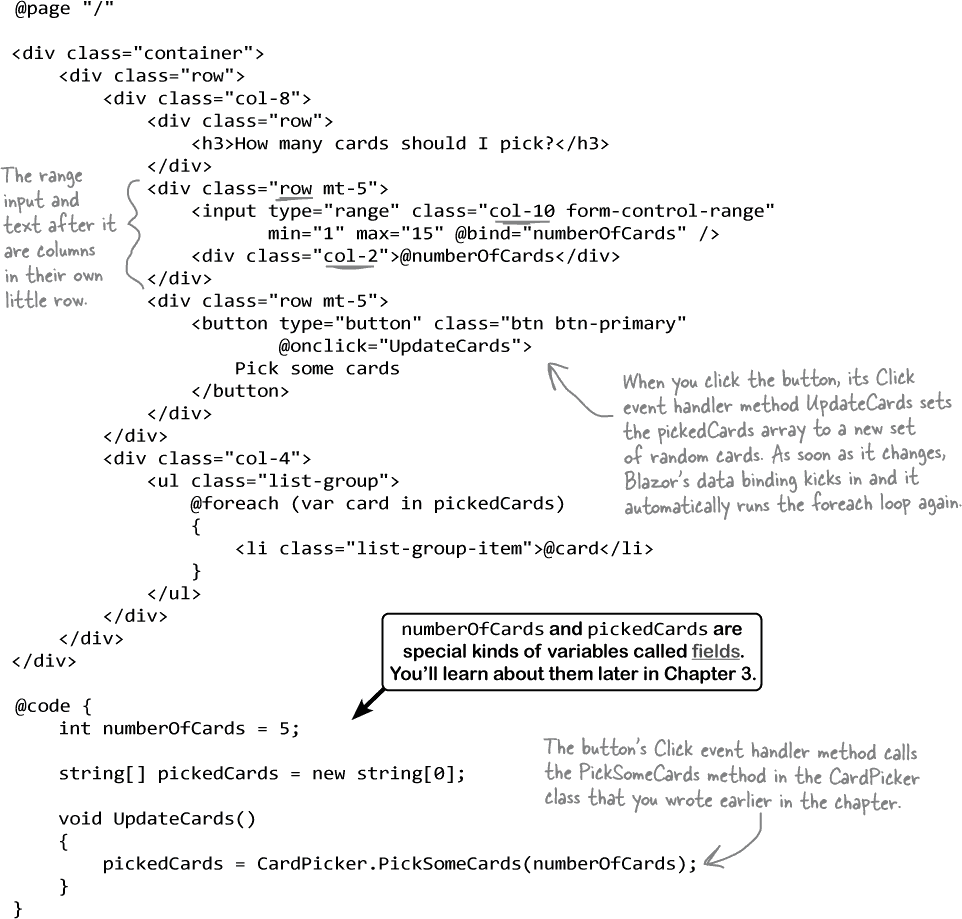 @page "/"
<div class="container">
<div class="row">
<div class="col-8">
<div class="row">
<h3>How many cards should I pick?</h3>
</div>
The range
input and
text after it
are columns
in their own
little row.
<div class="row mt-5">
<input type="range" class="col-10 form-control-range"
min="1" max="15" @bind="numberOfCards" />
<div class="col-2">@numberOfCards</div>
</div>
<div class="row mt-5">
<button type="button" class="btn btn-primary"
@onclick="UpdateCards">
Pick some cards
</button>
</div>
</div>
When you click the button, its Click
event handler method UpdateCards sets
the pickedCards array to a new set
of random cards. As soon as it changes,
Blazor's data binding kicks in and it
automatically runs the foreach loop again.
<div class="col-4">
<ul class="list-group">
@foreach (var card in pickedCards)
{
<li class="list-group-item">@card</li>
}
</ul>
</div>
</div>
</div>
numberOfCards and pickedCards are
special kinds of variables called fields.
You'll learn about them later in Chapter 3.
@code {
int numberOfCards = 5;
string[] pickedCards = new string[0];
void UpdateCards()
{
pickedCards = CardPicker.PickSomeCards(numberOfCards);
}
}
The button's Click event handler method calls
the PickSomeCards method in the CardPicker
class that you wrote earlier in the chapter.